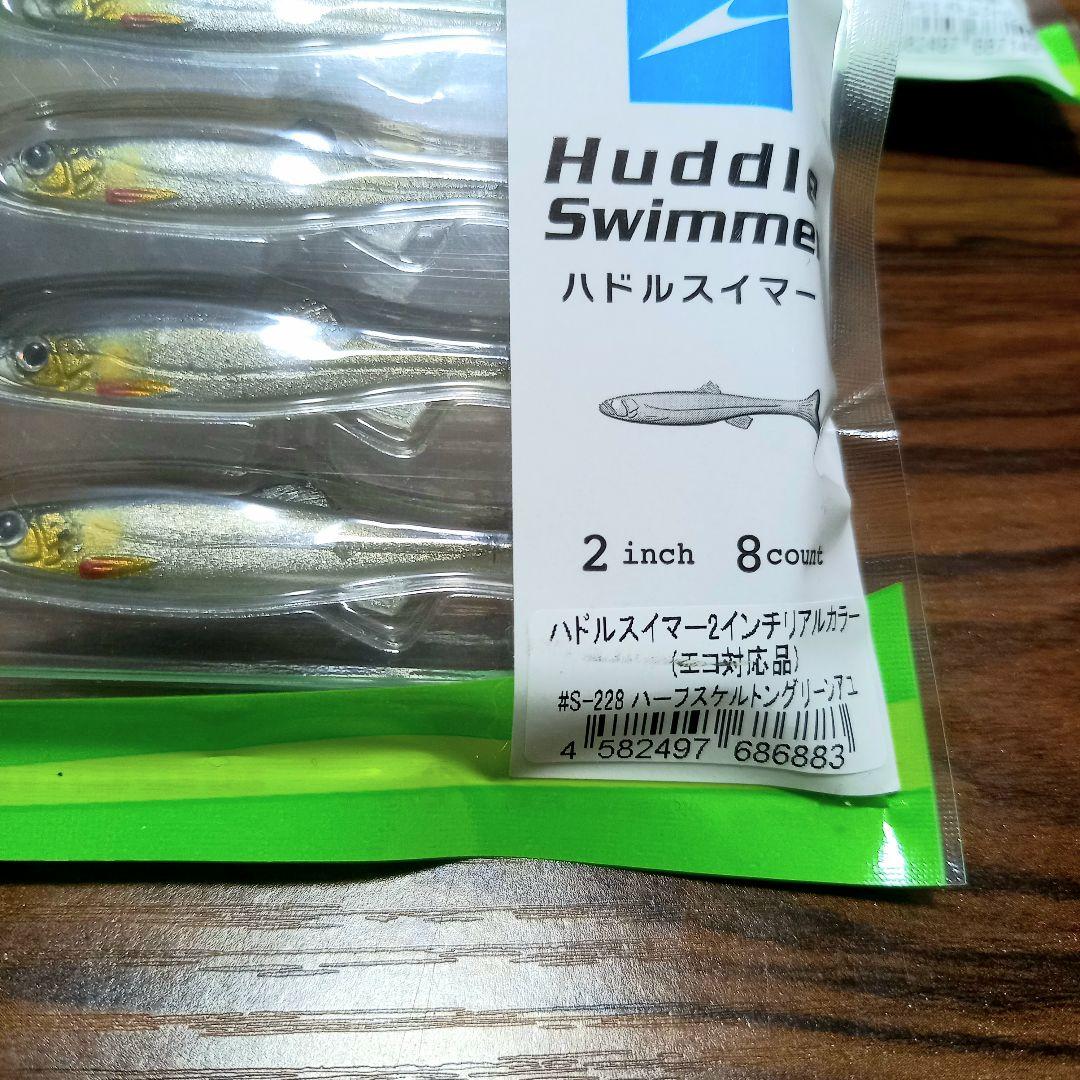 Huddle
Swimmer
ハドルスイマー
2 inch 8 count
ハドルスイマー2インチリアルカラー
(エコ対応品)
#S-228 ハーフスケルトングリーンアユ
4 582497 686883